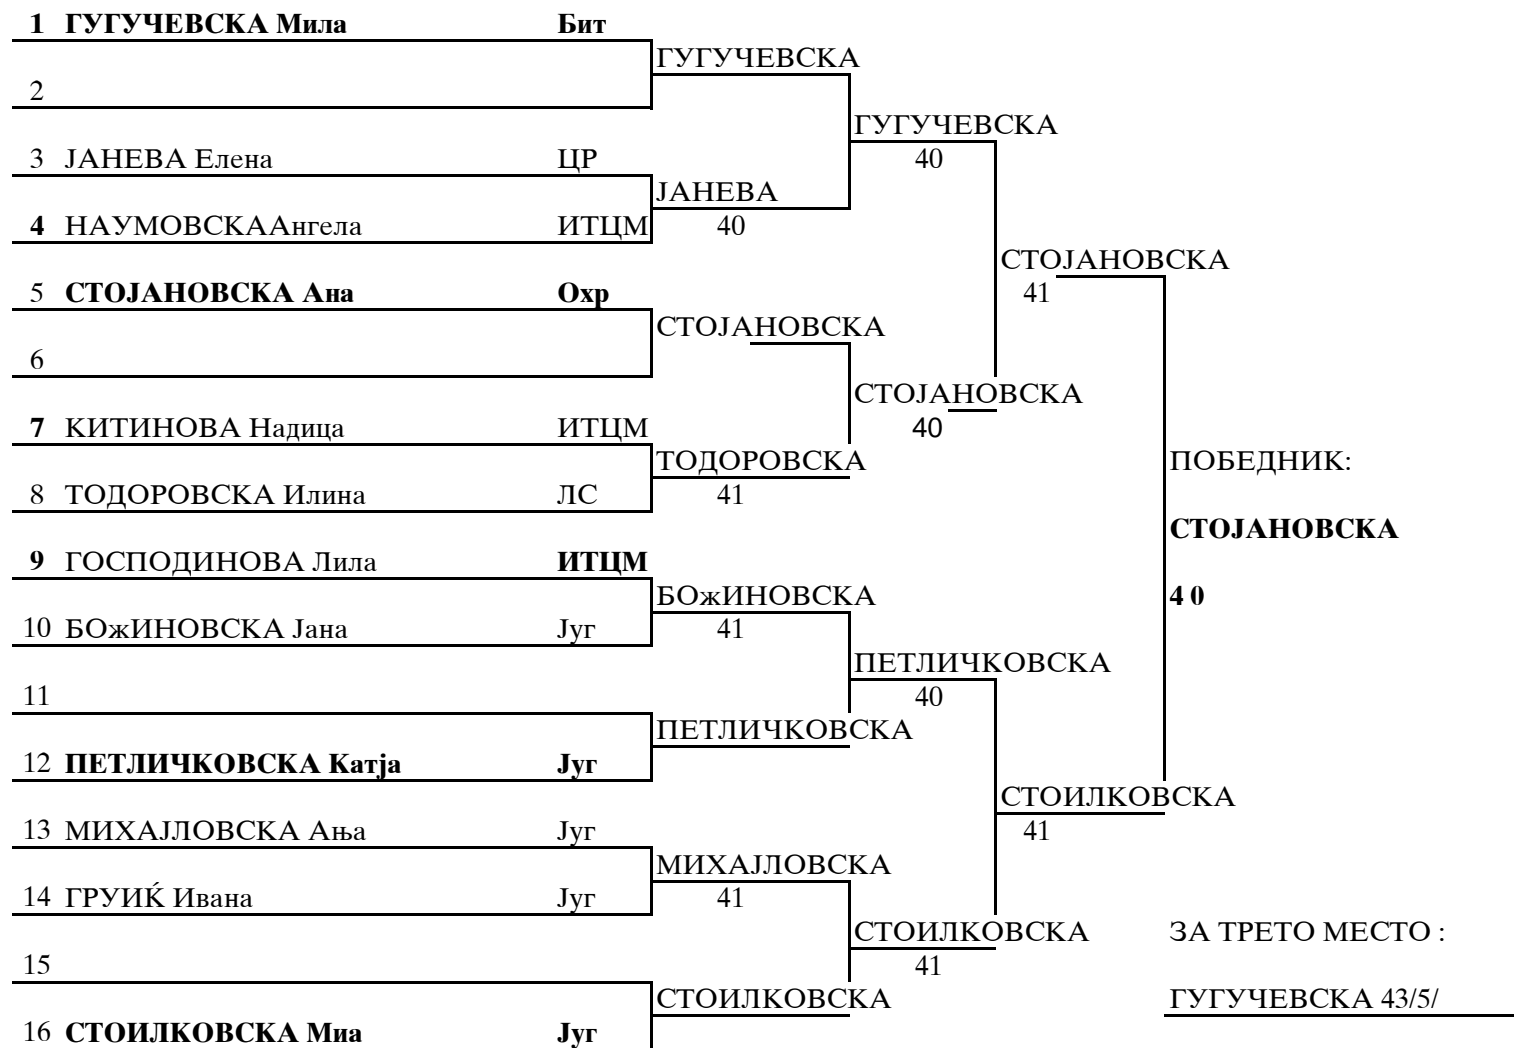 1 ГУГУЧЕВСКА Мила Бит
ГУГУЧЕВСКА
2
ГУГУЧЕВСКА
3 ЈАНЕВА Елена ЦР 40
ЈАНЕВА
4 НАУМОВСКААнгела ИТЦМ 40
СТОЈАНОВСКА
5 СТОЈАНОВСКА Ана Охр 41
СТОЈАНОВСКА
6
СТОЈАНОВСКА
7 КИТИНОВА Надица ИТЦМ 40
ТОДОРОВСКА ПОБЕДНИК:
8 ТОДОРОВСКА Илина ЛС 41
СТОЈАНОВСКА
9 ГОСПОДИНОВА Лила ИТЦМ
БОжИНОВСКА 4 0
10 БОжИНОВСКА Јана Југ 41
ПЕТЛИЧКОВСКА
11 40
ПЕТЛИЧКОВСКА
12 ПЕТЛИЧКОВСКА Катја Југ
СТОИЛКОВСКА
13 МИХАЈЛОВСКА Ања Југ 41
МИХАЈЛОВСКА
14 ГРУИЌ Ивана Југ 41
СТОИЛКОВСКА ЗА ТРЕТО МЕСТО :
15 41
СТОИЛКОВСКА ГУГУЧЕВСКА 43/5/
16 СТОИЛКОВСКА Миа Југ